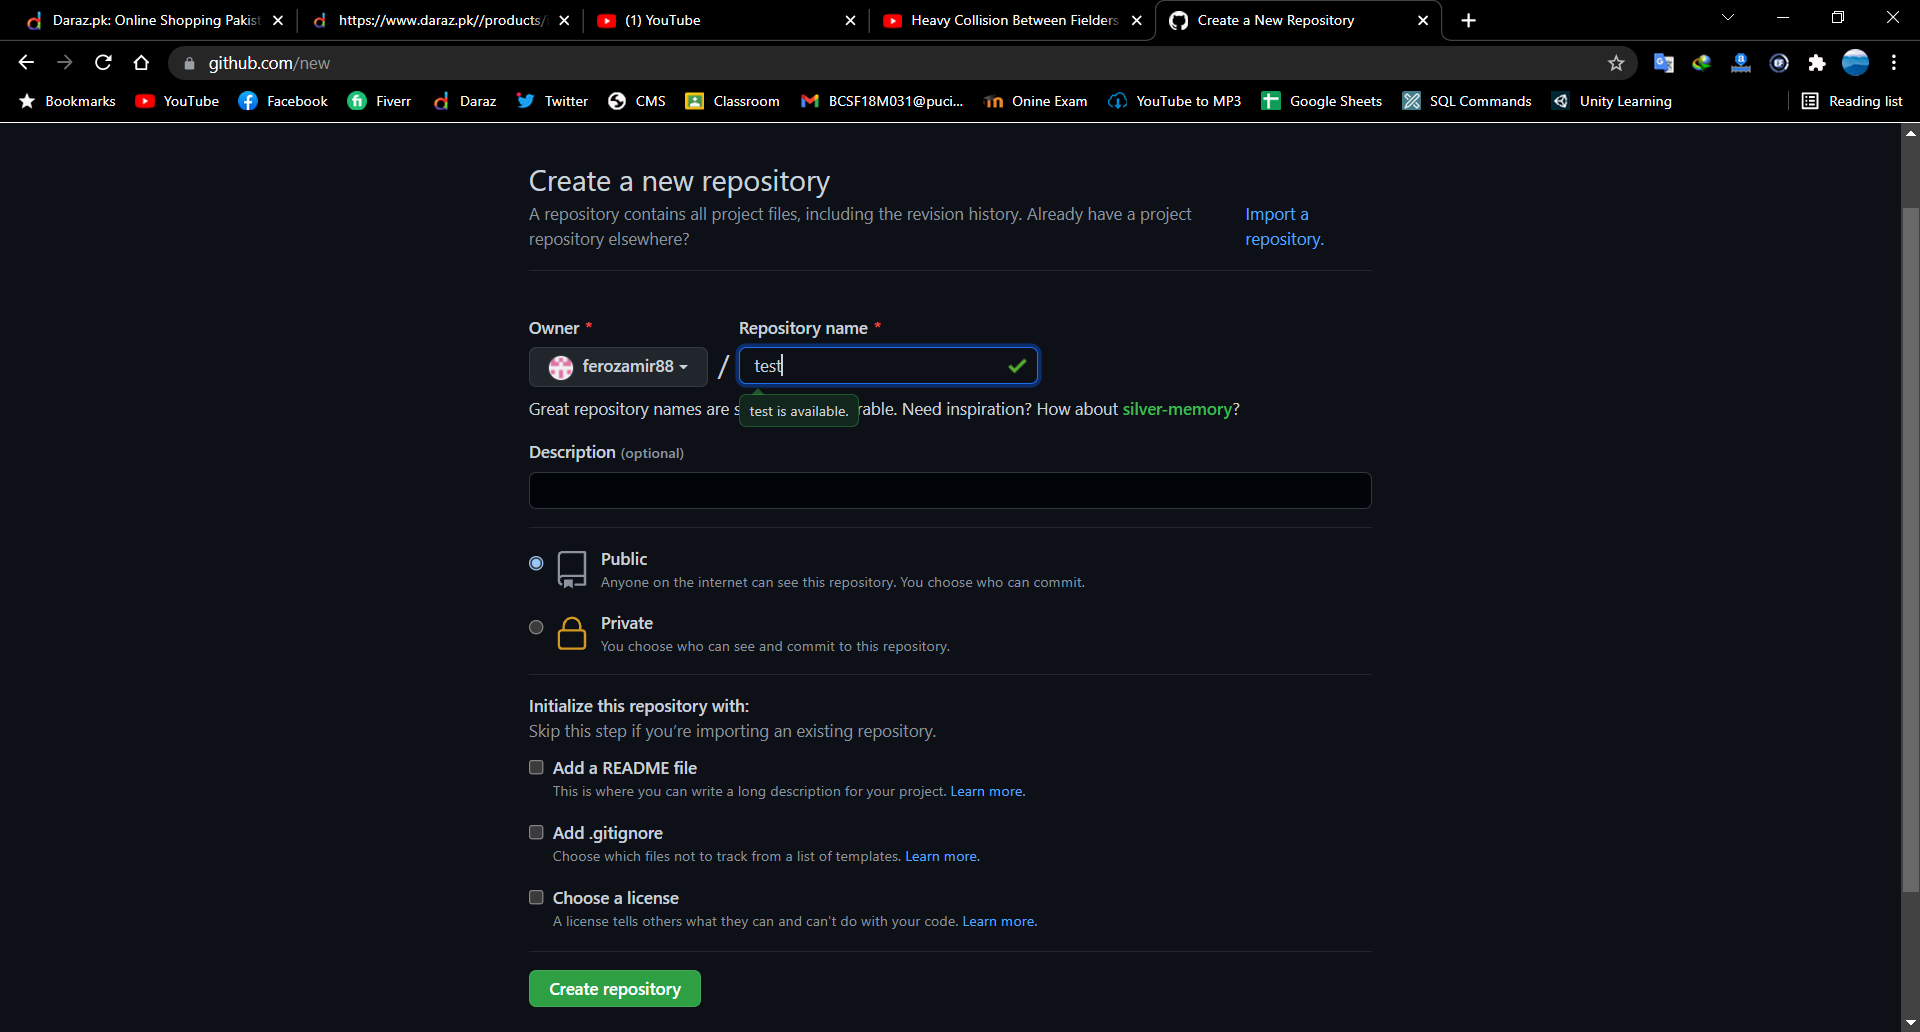 Daraz.pk: Online Shopping Pakist
https://www.daraz.pk//products/
(1) YouTube
Heavy Collision Between Fielders
Create a New Repository
github.com/new
Bookmarks
YouTube
Facebook
Fiverr
Daraz
Twitter
CMS
Classroom
BCSF18M031@puci...
Onine Exam
YouTube to MP3
Google Sheets
SQL Commands
Unity Learning
Reading list
Create a new repository
A repository contains all project files, including the revision history. Already have a project
repository elsewhere?
Import a
repository.
Owner *
Repository name *
ferozamir88
/
test
Great repository names are s
test is available.
rable. Need inspiration? How about silver-memory?
Description (optional)
Public
Anyone on the internet can see this repository. You choose who can commit.
Private
You choose who can see and commit to this repository.
Initialize this repository with:
Skip this step if you’re importing an existing repository.
Add a README file
This is where you can write a long description for your project. Learn more.
Add .gitignore
Choose which files not to track from a list of templates. Learn more.
Choose a license
A license tells others what they can and can't do with your code. Learn more.
Create repository